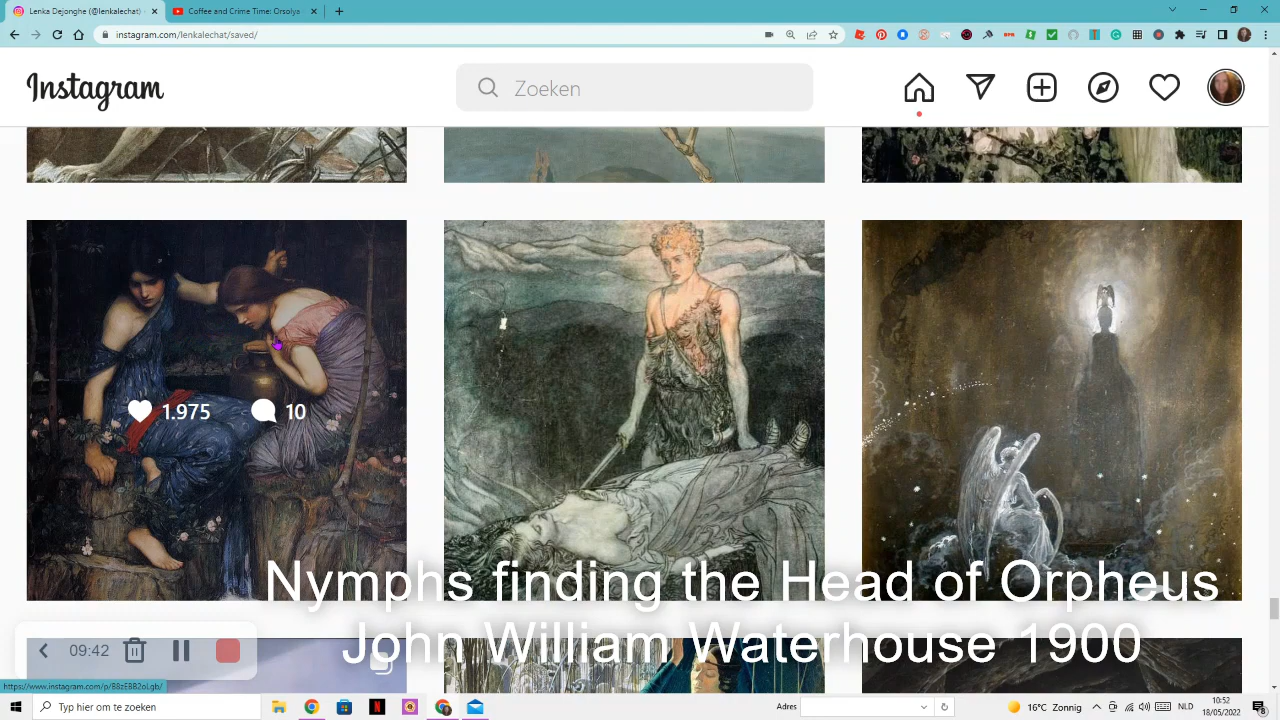 Lenka Dejonghe (@lenkalechat)
Coffee and Crime Time: Orsolya
instagram.com/lenkalechat/saved/
Instagram
Zoeken
1.975
10
Nymphs finding the Head of Orpheus
John William Waterhouse 1900
09:42
https://www.instagram.com/p/B8zEBB2oLgb/
Typ hier om te zoeken
Adres
16°C Zonnig
NLD
10:52
18/05/2022
8